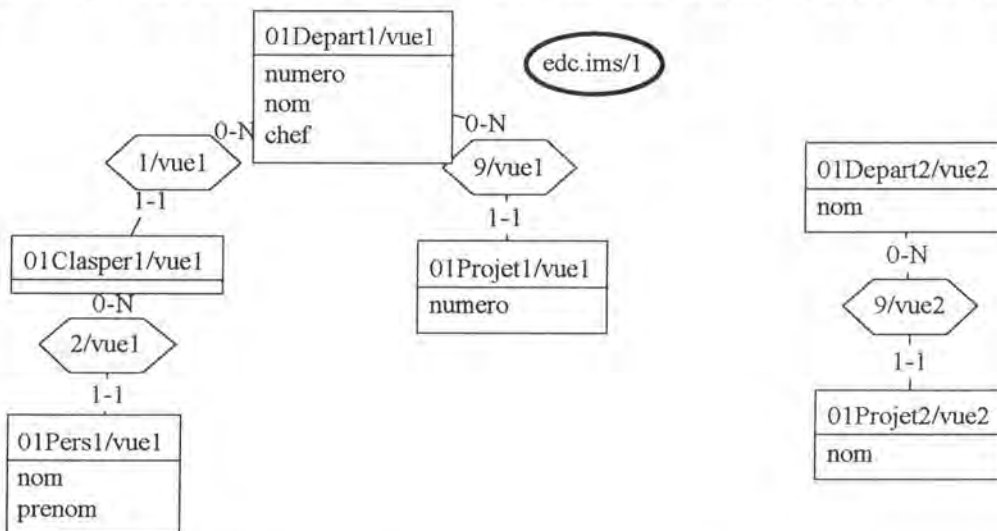 01Depart1/vue1
numero
nom
chef
edc.ims/1
0-N
0-N
1/vue1
9/vue1
1-1
1-1
01Clasper1/vue1
01Projet1/vue1
numero
0-N
2/vue1
1-1
01Pers1/vue1
nom
prenom
01Depart2/vue2
nom
0-N
9/vue2
1-1
01Projet2/vue2
nom